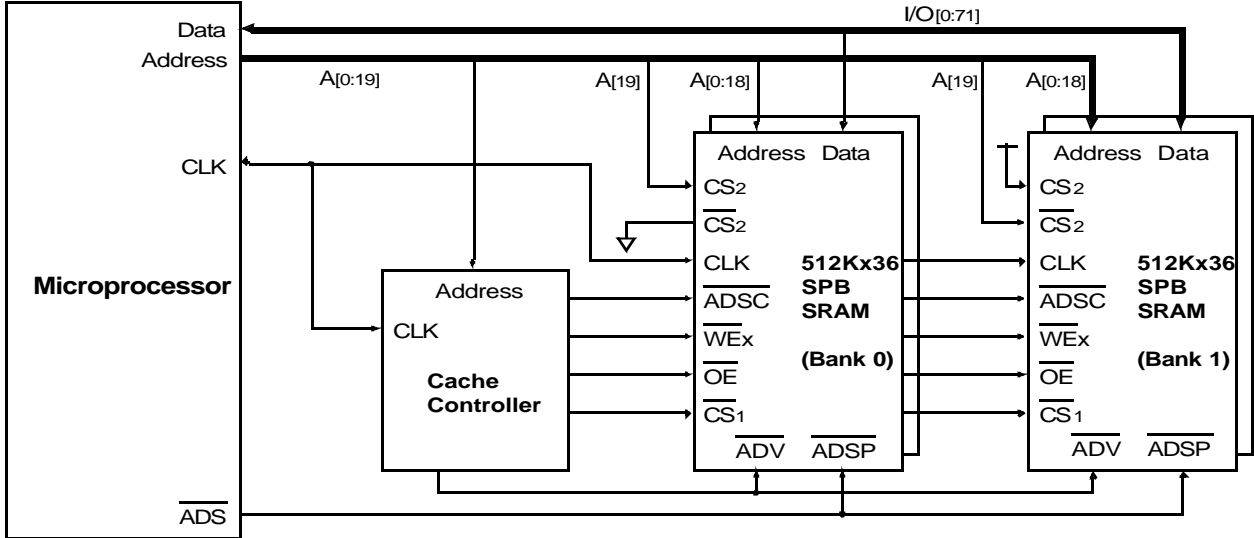 I/O[0:71]
Data
Address
A[0:19]
A[19]
A[0:18]
A[19]
A[0:18]
CLK
Microprocessor
ADS
Address
CLK
Cache
Controller
Address Data
CS2
CS2
CLK
ADSC
WEx
OE
CS1
ADV ADSP
512Kx36
SPB
SRAM
(Bank 0)
Address Data
CS2
CS2
CLK
ADSC
WEx
OE
CS1
ADV ADSP
512Kx36
SPB
SRAM
(Bank 1)